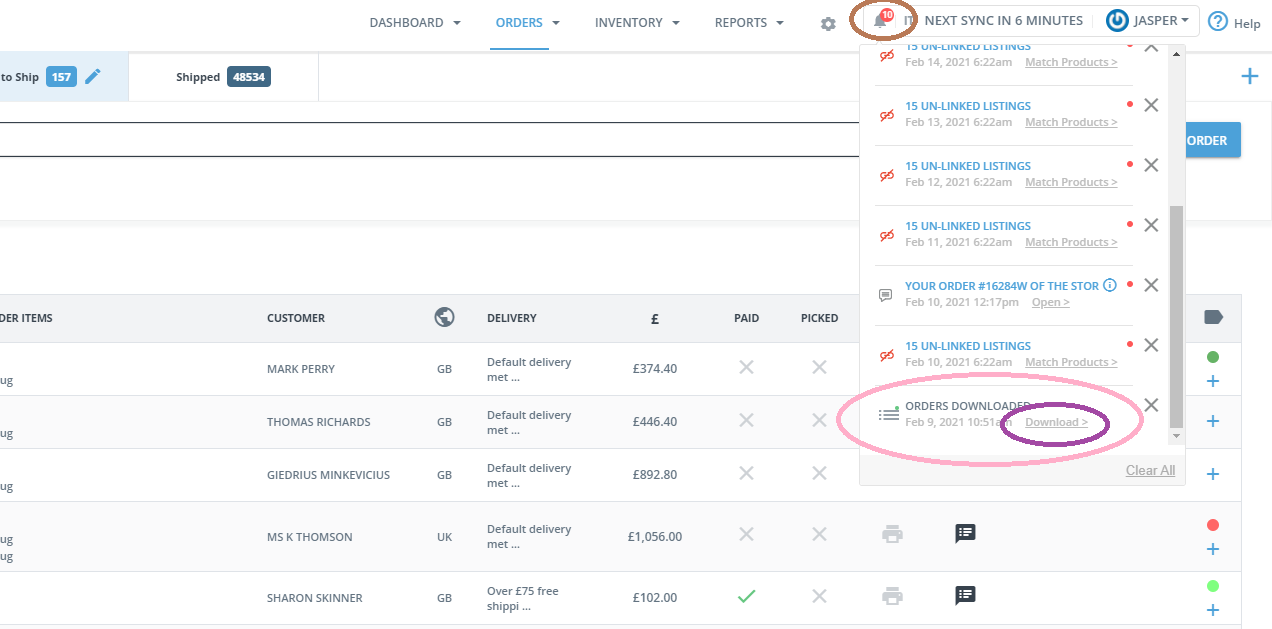 DASHBOARD ORDERS INVENTORY REPORTS 10 IT NEXT SYNC IN 6 MINUTES JASPER ? Help
to Ship 157 Shipped 48534 +
15 UN-LINKED LISTINGS
Feb 14, 2021 6:22am Match Products >
15 UN-LINKED LISTINGS
Feb 13, 2021 6:22am Match Products >
ORDER
15 UN-LINKED LISTINGS
Feb 12, 2021 6:22am Match Products >
15 UN-LINKED LISTINGS
Feb 11, 2021 6:22am Match Products >
YOUR ORDER #16284W OF THE STOR
Feb 10, 2021 12:17pm Open >
15 UN-LINKED LISTINGS
Feb 10, 2021 6:22am Match Products >
ORDERS DOWNLOADED
Feb 9, 2021 10:51am Download >
Clear All
DER ITEMS CUSTOMER DELIVERY £ PAID PICKED
ug MARK PERRY GB Default delivery
met ... £374.40
ug THOMAS RICHARDS GB Default delivery
met ... £446.40
ug GIEDRIUS MINKEVICIUS GB Default delivery
met ... £892.80
ug
ug MS K THOMSON UK Default delivery
met ... £1,056.00
SHARON SKINNER GB Over £75 free
shippi ... £102.00